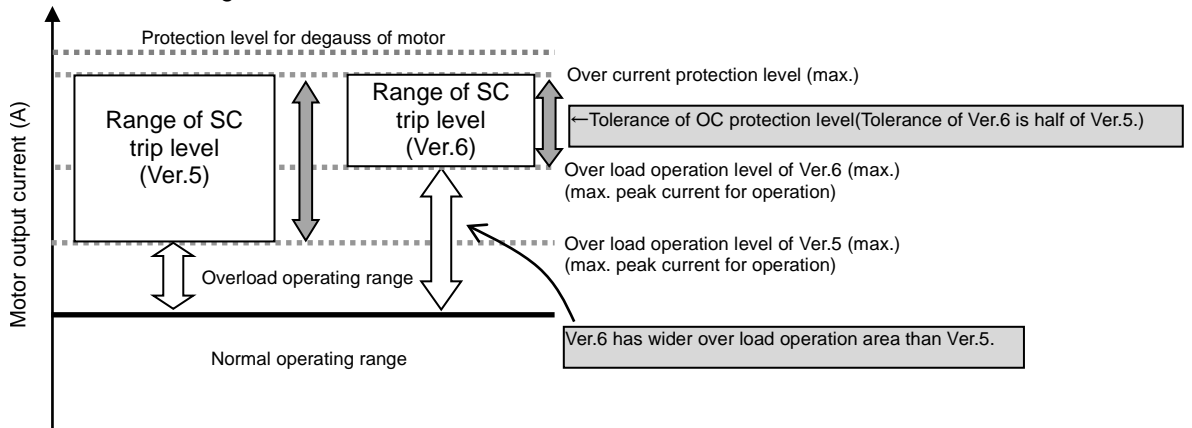 Protection level for degauss of motor
Over current protection level (max.)
Range of SC
trip level
(Ver.5)
Range of SC
trip level
(Ver.6)
←Tolerance of OC protection level(Tolerance of Ver.6 is half of Ver.5.)
Over load operation level of Ver.6 (max.)
(max. peak current for operation)
Over load operation level of Ver.5 (max.)
(max. peak current for operation)
Overload operating range
Ver.6 has wider over load operation area than Ver.5.
Normal operating range
Motor output current (A)